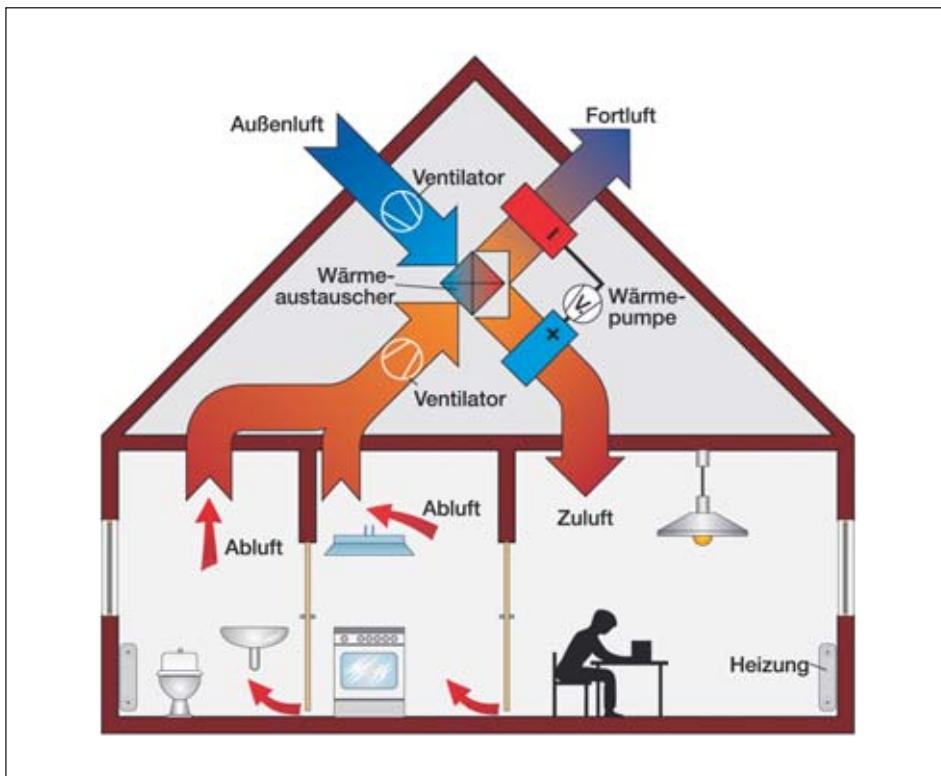 Außenluft
Fortluft
Ventilator
Wärme-
austauscher
–
Wärme-
pumpe
+
Ventilator
Abluft
Abluft
Zuluft
Heizung